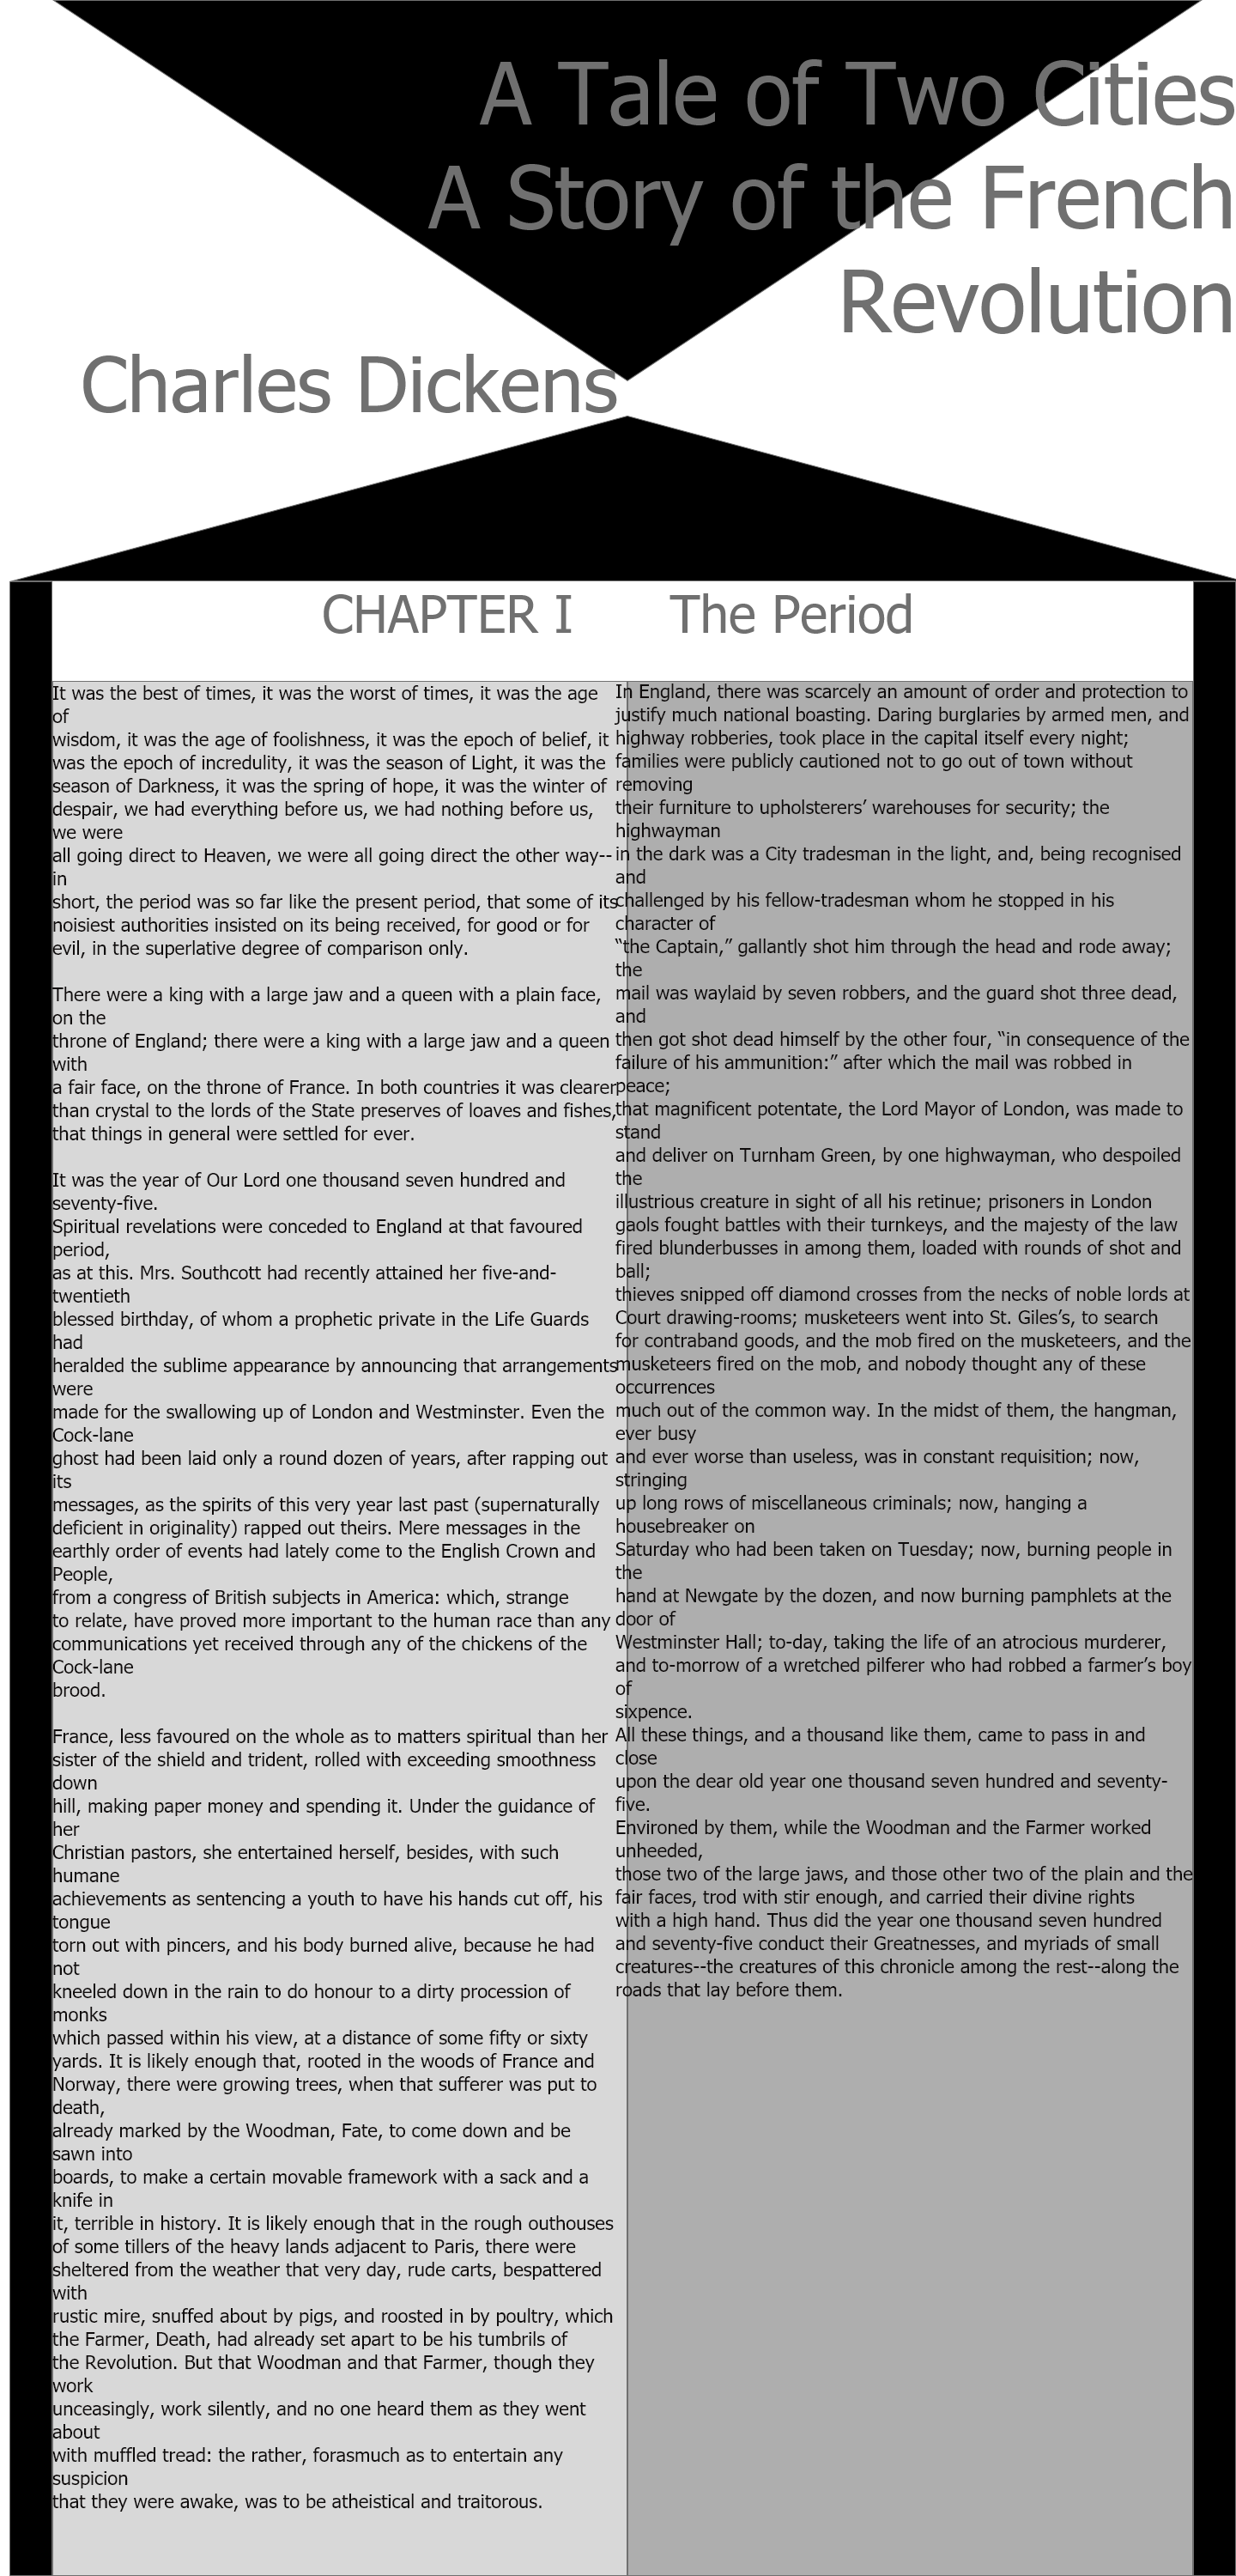 A Tale of Two Cities
A Story of the French
Revolution
Charles Dickens
CHAPTER I The Period
It was the best of times, it was the worst of times, it was the age
of
wisdom, it was the age of foolishness, it was the epoch of belief, it
was the epoch of incredulity, it was the season of Light, it was the
season of Darkness, it was the spring of hope, it was the winter of
despair, we had everything before us, we had nothing before us,
we were
all going direct to Heaven, we were all going direct the other way--
in
short, the period was so far like the present period, that some of its
noisiest authorities insisted on its being received, for good or for
evil, in the superlative degree of comparison only.

There were a king with a large jaw and a queen with a plain face,
on the
throne of England; there were a king with a large jaw and a queen
with
a fair face, on the throne of France. In both countries it was clearer
than crystal to the lords of the State preserves of loaves and fishes,
that things in general were settled for ever.

It was the year of Our Lord one thousand seven hundred and
seventy-five.
Spiritual revelations were conceded to England at that favoured
period,
as at this. Mrs. Southcott had recently attained her five-and-
twentieth
blessed birthday, of whom a prophetic private in the Life Guards
had
heralded the sublime appearance by announcing that arrangements
were
made for the swallowing up of London and Westminster. Even the
Cock-lane
ghost had been laid only a round dozen of years, after rapping out
its
messages, as the spirits of this very year last past (supernaturally
deficient in originality) rapped out theirs. Mere messages in the
earthly order of events had lately come to the English Crown and
People,
from a congress of British subjects in America: which, strange
to relate, have proved more important to the human race than any
communications yet received through any of the chickens of the
Cock-lane
brood.

France, less favoured on the whole as to matters spiritual than her
sister of the shield and trident, rolled with exceeding smoothness
down
hill, making paper money and spending it. Under the guidance of
her
Christian pastors, she entertained herself, besides, with such
humane
achievements as sentencing a youth to have his hands cut off, his
tongue
torn out with pincers, and his body burned alive, because he had
not
kneeled down in the rain to do honour to a dirty procession of
monks
which passed within his view, at a distance of some fifty or sixty
yards. It is likely enough that, rooted in the woods of France and
Norway, there were growing trees, when that sufferer was put to
death,
already marked by the Woodman, Fate, to come down and be
sawn into
boards, to make a certain movable framework with a sack and a
knife in
it, terrible in history. It is likely enough that in the rough outhouses
of some tillers of the heavy lands adjacent to Paris, there were
sheltered from the weather that very day, rude carts, bespattered
with
rustic mire, snuffed about by pigs, and roosted in by poultry, which
the Farmer, Death, had already set apart to be his tumbrils of
the Revolution. But that Woodman and that Farmer, though they
work
unceasingly, work silently, and no one heard them as they went
about
with muffled tread: the rather, forasmuch as to entertain any
suspicion
that they were awake, was to be atheistical and traitorous.

In England, there was scarcely an amount of order and protection to
justify much national boasting. Daring burglaries by armed men, and
highway robberies, took place in the capital itself every night;
families were publicly cautioned not to go out of town without
removing
their furniture to upholsterers’ warehouses for security; the
highwayman
in the dark was a City tradesman in the light, and, being recognised
and
challenged by his fellow-tradesman whom he stopped in his
character of
“the Captain,” gallantly shot him through the head and rode away;
the
mail was waylaid by seven robbers, and the guard shot three dead,
and
then got shot dead himself by the other four, “in consequence of the
failure of his ammunition:” after which the mail was robbed in
peace;
that magnificent potentate, the Lord Mayor of London, was made to
stand
and deliver on Turnham Green, by one highwayman, who despoiled
the
illustrious creature in sight of all his retinue; prisoners in London
gaols fought battles with their turnkeys, and the majesty of the law
fired blunderbusses in among them, loaded with rounds of shot and
ball;
thieves snipped off diamond crosses from the necks of noble lords at
Court drawing-rooms; musketeers went into St. Giles’s, to search
for contraband goods, and the mob fired on the musketeers, and the
musketeers fired on the mob, and nobody thought any of these
occurrences
much out of the common way. In the midst of them, the hangman,
ever busy
and ever worse than useless, was in constant requisition; now,
stringing
up long rows of miscellaneous criminals; now, hanging a
housebreaker on
Saturday who had been taken on Tuesday; now, burning people in
the
hand at Newgate by the dozen, and now burning pamphlets at the
door of
Westminster Hall; to-day, taking the life of an atrocious murderer,
and to-morrow of a wretched pilferer who had robbed a farmer’s boy
of
sixpence.
All these things, and a thousand like them, came to pass in and
close
upon the dear old year one thousand seven hundred and seventy-
five.
Environed by them, while the Woodman and the Farmer worked
unheeded,
those two of the large jaws, and those other two of the plain and the
fair faces, trod with stir enough, and carried their divine rights
with a high hand. Thus did the year one thousand seven hundred
and seventy-five conduct their Greatnesses, and myriads of small
creatures--the creatures of this chronicle among the rest--along the
roads that lay before them.